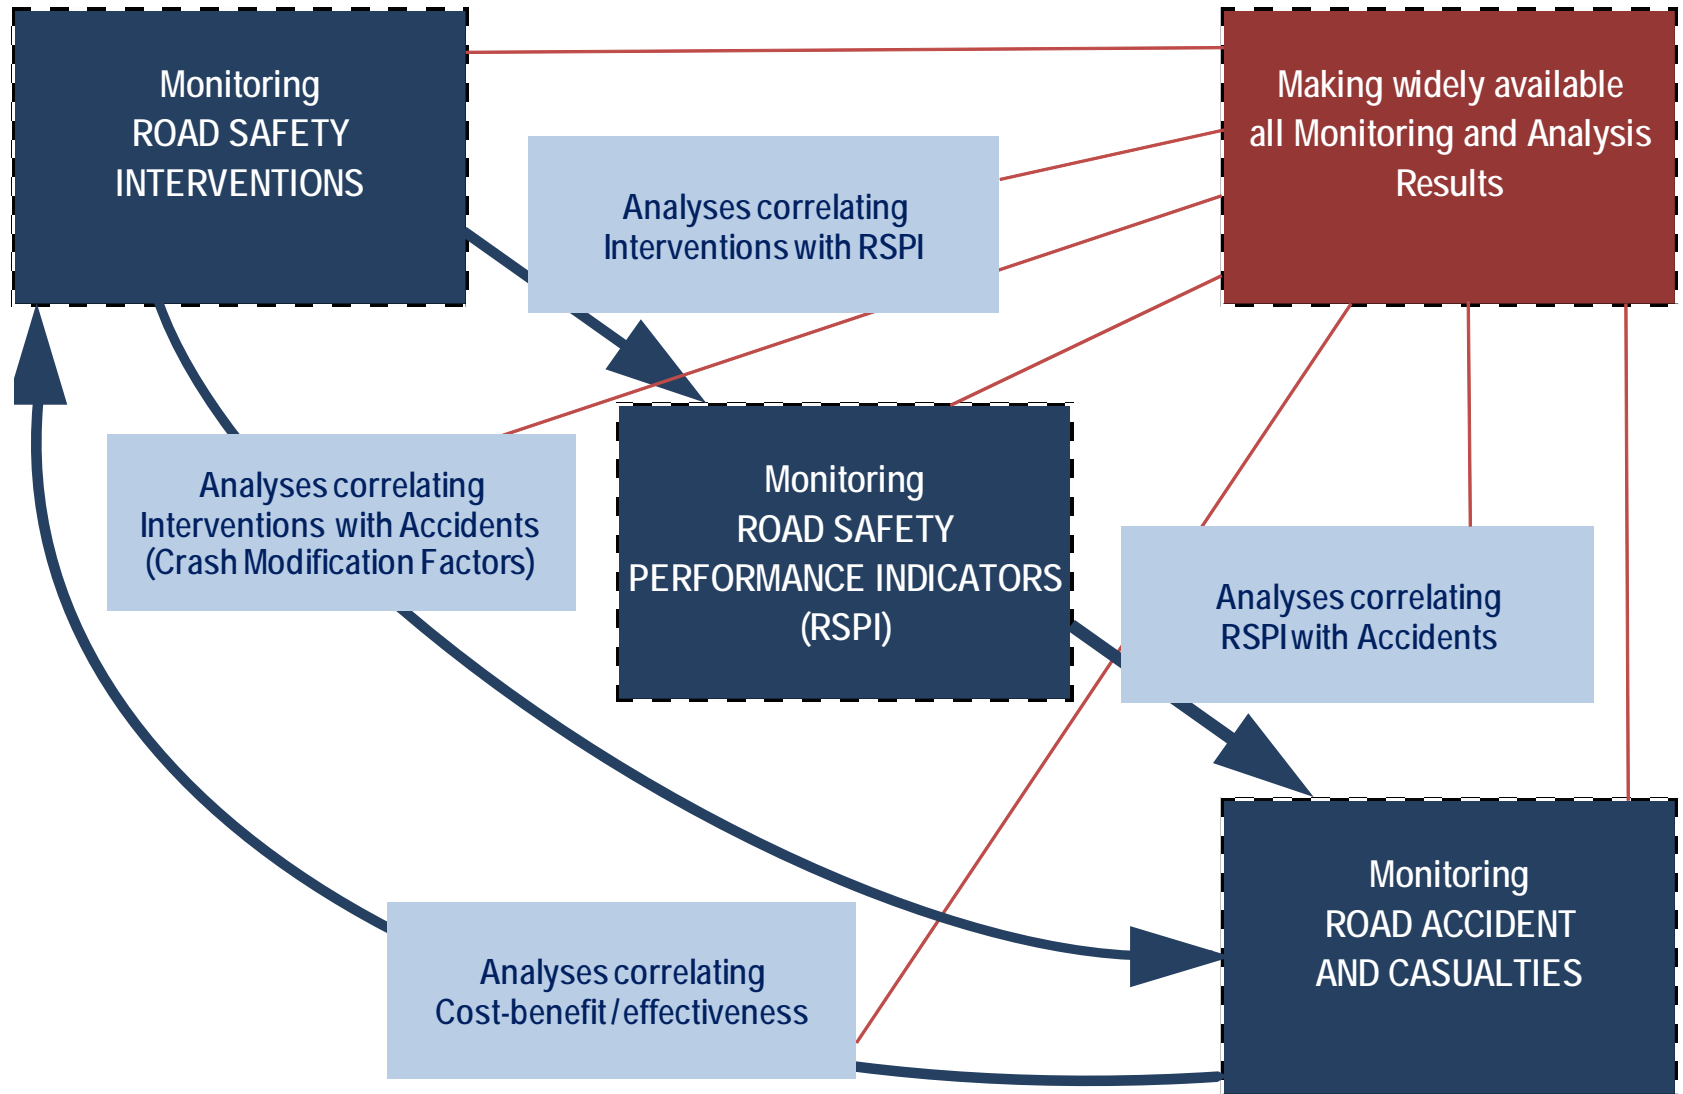 Monitoring
ROAD SAFETY
INTERVENTIONS
Making widely available
all Monitoring and Analysis
Results
Analyses correlating
Interventions with RSPI
Analyses correlating
Interventions with Accidents
(Crash Modification Factors)
Monitoring
ROAD SAFETY
PERFORMANCE INDICATORS
(RSPI)
Analyses correlating
RSPI with Accidents
Monitoring
ROAD ACCIDENT
AND CASUALTIES
Analyses correlating
Cost-benefit/effectiveness